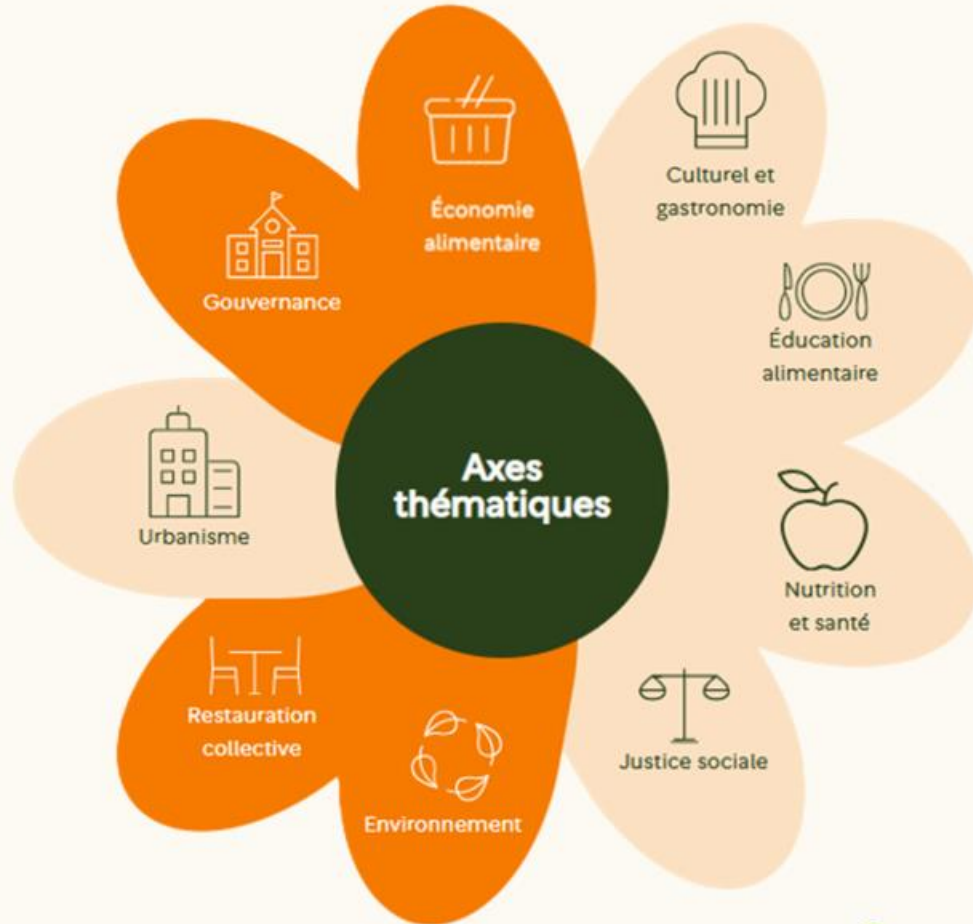 Économie
alimentaire
Culturel et
gastronomie
Gouvernance
Éducation
alimentaire
Axes
thématiques
Urbanisme
Nutrition
et santé
Restauration
collective
Justice sociale
Environnement